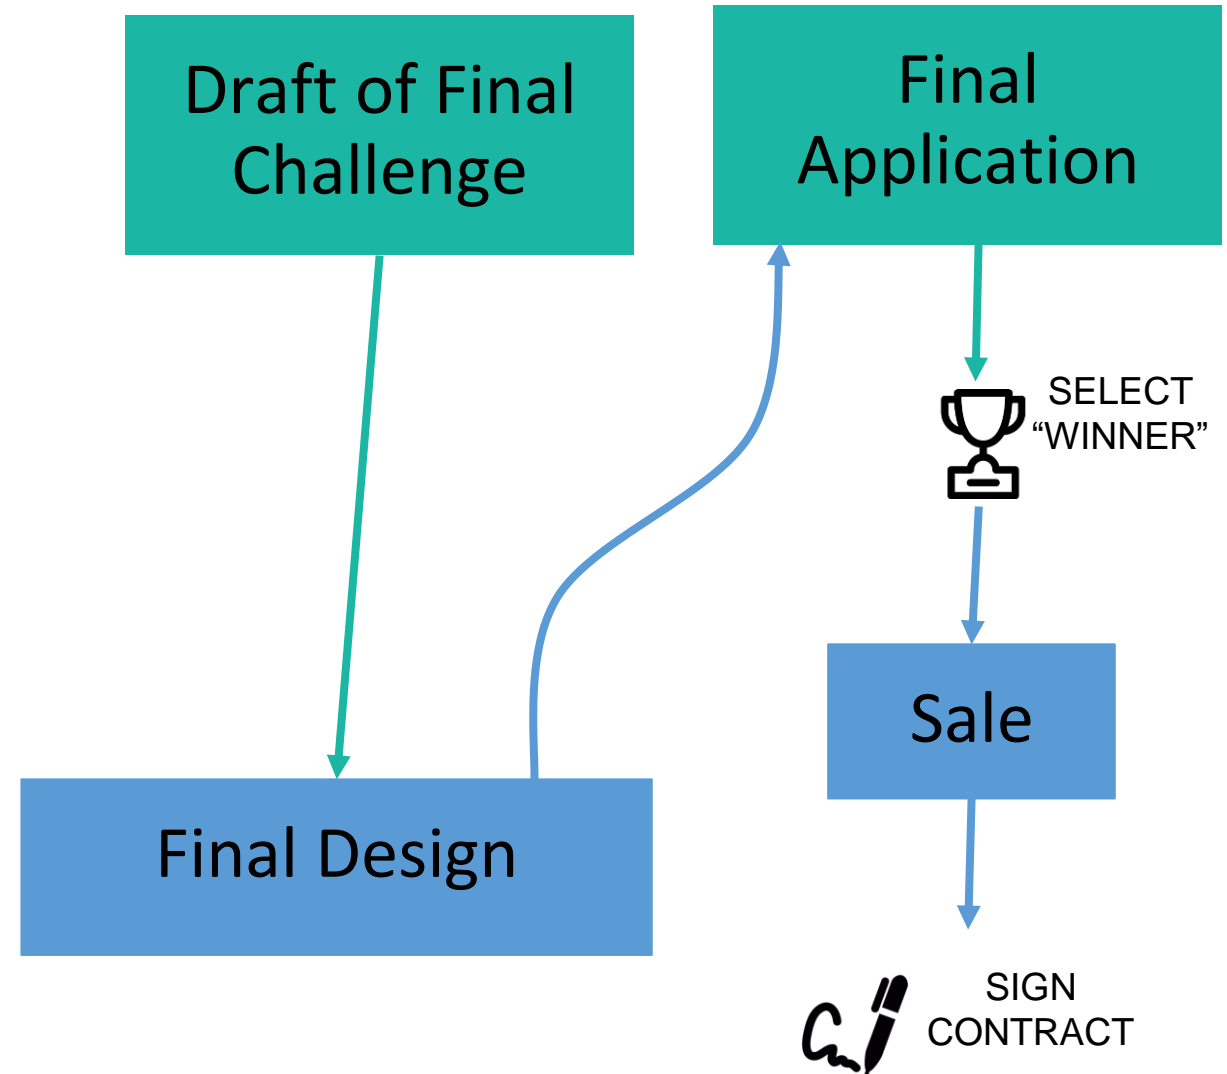 Draft of Final
Challenge
Final
Application
SELECT
“WINNER”
Sale
Final Design
SIGN
CONTRACT